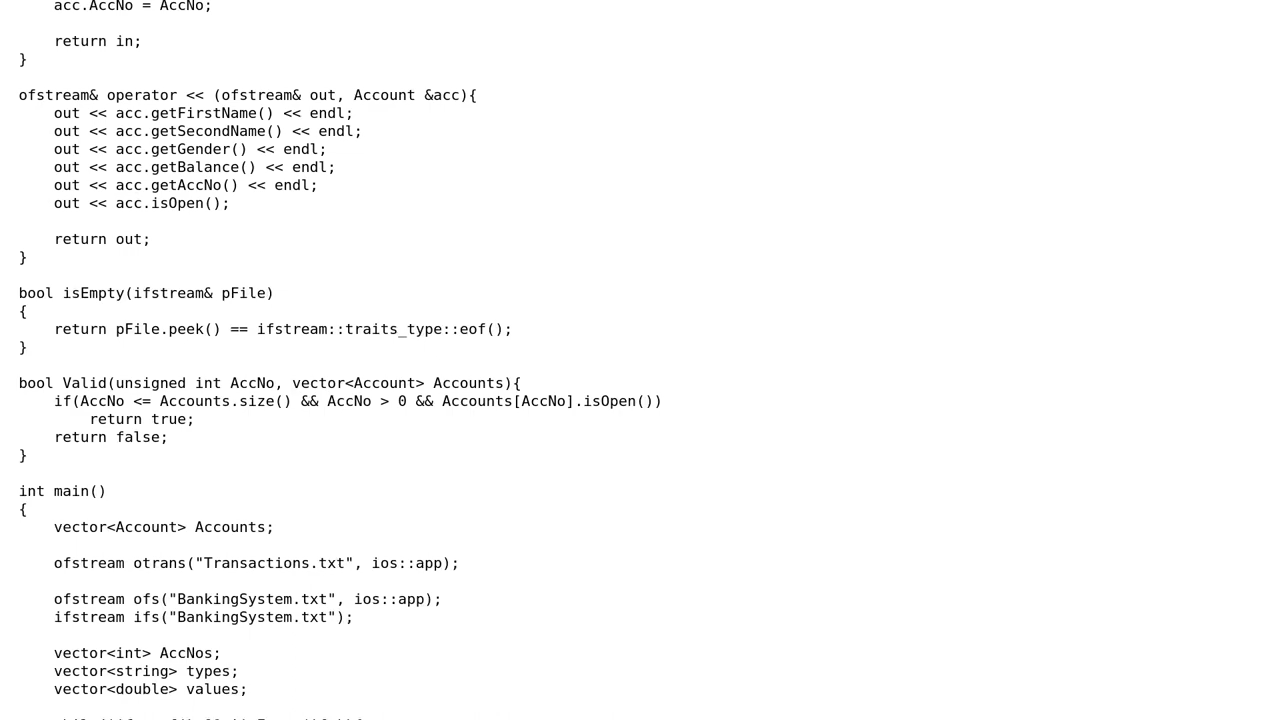 acc.AccNo = AccNo;

    return in;
}

ofstream& operator << (ofstream& out, Account &acc){
    out << acc.getFirstName() << endl;
    out << acc.getSecondName() << endl;
    out << acc.getGender() << endl;
    out << acc.getBalance() << endl;
    out << acc.getAccNo() << endl;
    out << acc.isOpen();

    return out;
}

bool isEmpty(ifstream& pFile)
{
    return pFile.peek() == ifstream::traits_type::eof();
}

bool Valid(unsigned int AccNo, vector<Account> Accounts){
    if(AccNo <= Accounts.size() && AccNo > 0 && Accounts[AccNo].isOpen())
        return true;
    return false;
}

int main()
{
    vector<Account> Accounts;

    ofstream otrans("Transactions.txt", ios::app);

    ofstream ofs("BankingSystem.txt", ios::app);
    ifstream ifs("BankingSystem.txt");

    vector<int> AccNos;
    vector<string> types;
    vector<double> values;